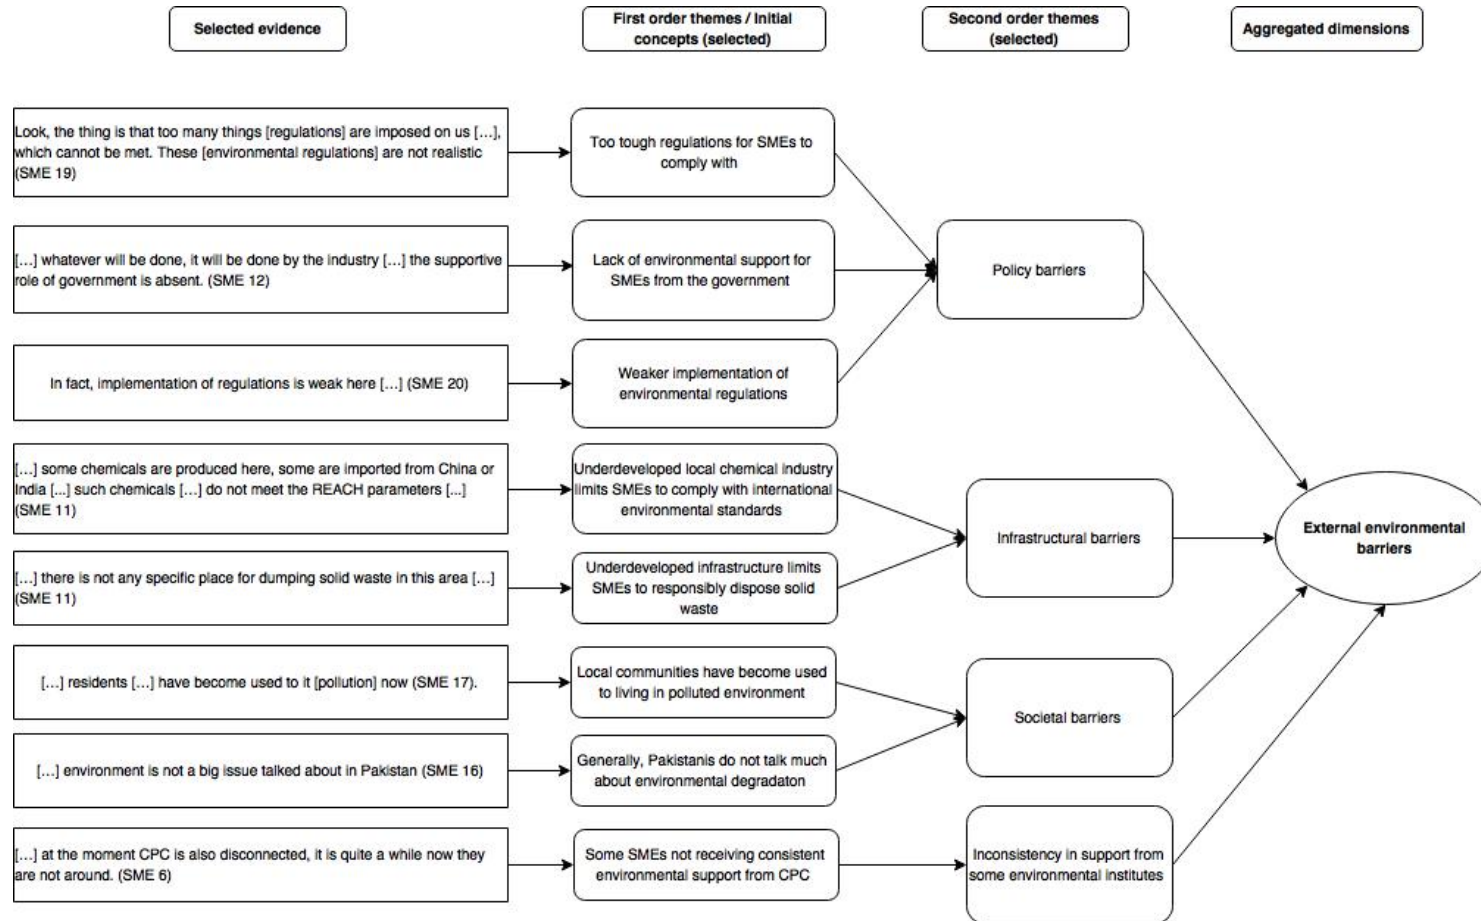 Selected evidence
First order themes / Initial
concepts (selected)
Second order themes
(selected)
Aggregated dimensions
Look, the thing is that too many things [regulations] are imposed on us […],
which cannot be met. These [environmental regulations] are not realistic
(SME 19)
Too tough regulations for SMEs to
comply with
[…] whatever will be done, it will be done by the industry […] the supportive
role of government is absent. (SME 12)
Lack of environmental support for
SMEs from the government
Policy barriers
In fact, implementation of regulations is weak here […] (SME 20)
Weaker implementation of
environmental regulations
[…] some chemicals are produced here, some are imported from China or
India [...] such chemicals […] do not meet the REACH parameters [...]
(SME 11)
Underdeveloped local chemical industry
limits SMEs to comply with international
environmental standards
Infrastructural barriers
External environmental
barriers
[…] there is not any specific place for dumping solid waste in this area […]
(SME 11)
Underdeveloped infrastructure limits
SMEs to responsibly dispose solid
waste
[…] residents […] have become used to it [pollution] now (SME 17).
Local communities have become used
to living in polluted environment
Societal barriers
[…] environment is not a big issue talked about in Pakistan (SME 16)
Generally, Pakistanis do not talk much
about environmental degradaton
[…] at the moment CPC is also disconnected, it is quite a while now they
are not around. (SME 6)
Some SMEs not receiving consistent
environmental support from CPC
Inconsistency in support from
some environmental institutes